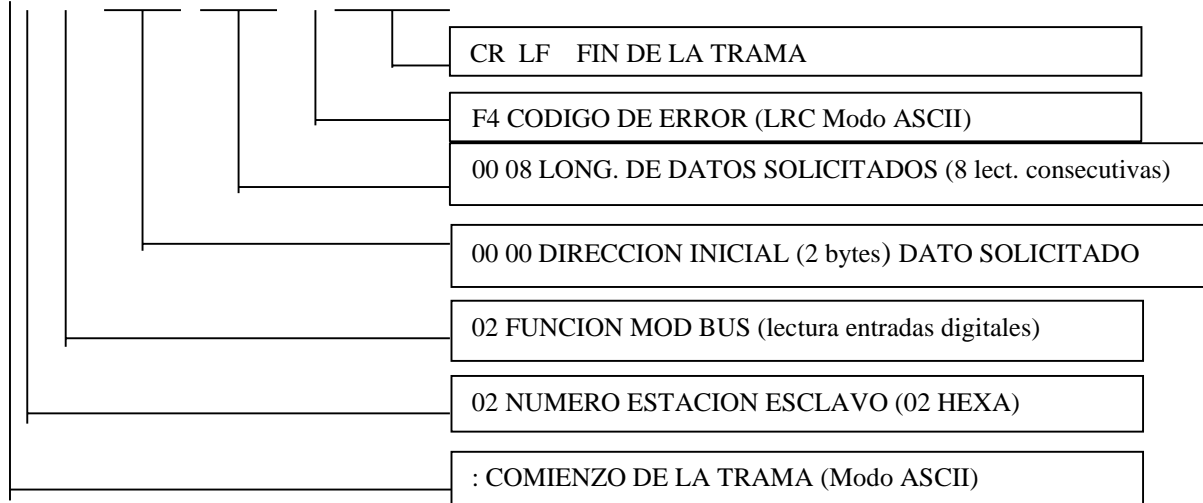 CR LF FIN DE LA TRAMA
F4 CODIGO DE ERROR (LRC Modo ASCII)
00 08 LONG. DE DATOS SOLICITADOS (8 lect. consecutivas)
00 00 DIRECCION INICIAL (2 bytes) DATO SOLICITADO
02 FUNCION MOD BUS (lectura entradas digitales)
02 NUMERO ESTACION ESCLAVO (02 HEXA)
: COMIENZO DE LA TRAMA (Modo ASCII)